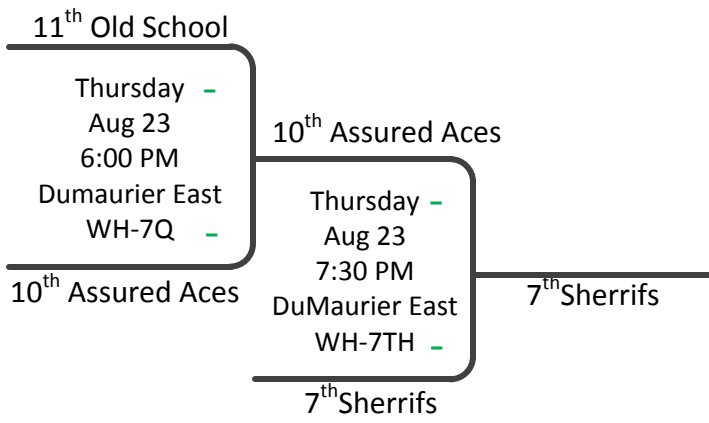 11th Old School
Thursday -
Aug 23
6:00 PM
Dumaurier East
WH-7Q -
10th Assured Aces
10th Assured Aces
Thursday -
Aug 23
7:30 PM
DuMaurier East
WH-7TH -
7thSherrifs
7thSherrifs